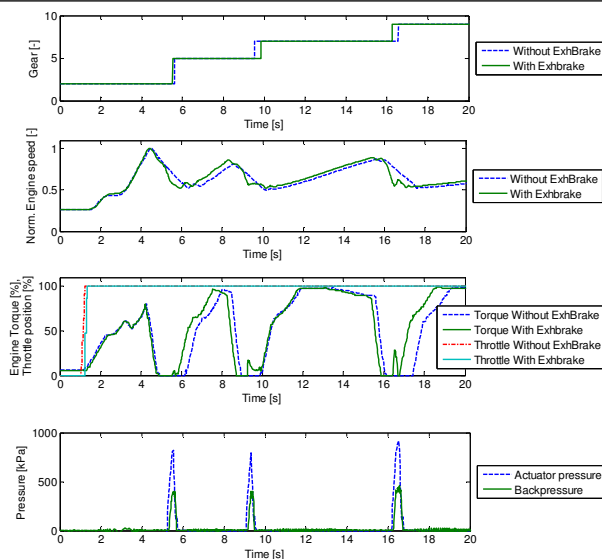 10
5
0
Gear [-]
0 2 4 6 8 10 12 14 16 18 20
Time [s]
Without ExhBrake
With Exhbrake
1
0.5
0
Norm. Engine speed [-]
0 2 4 6 8 10 12 14 16 18 20
Time [s]
Without ExhBrake
With Exhbrake
100
50
0
Engine Torque [%],
Throttle position [%]
0 2 4 6 8 10 12 14 16 18 20
Time [s]
Torque Without ExhBrake
Torque With Exhbrake
Throttle Without ExhBrake
Throttle With Exhbrake
1000
500
0
Pressure [kPa]
0 2 4 6 8 10 12 14 16 18 20
Time [s]
Actuator pressure
Backpressure